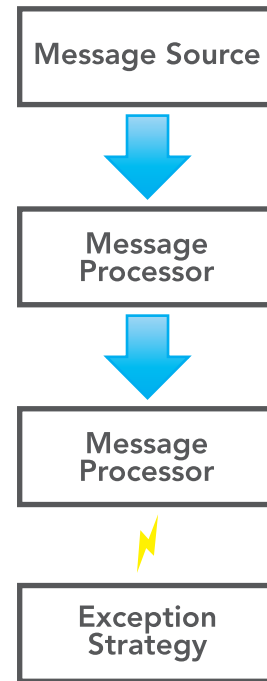 Message Source
Message
Processor
Message
Processor
Exception
Strategy